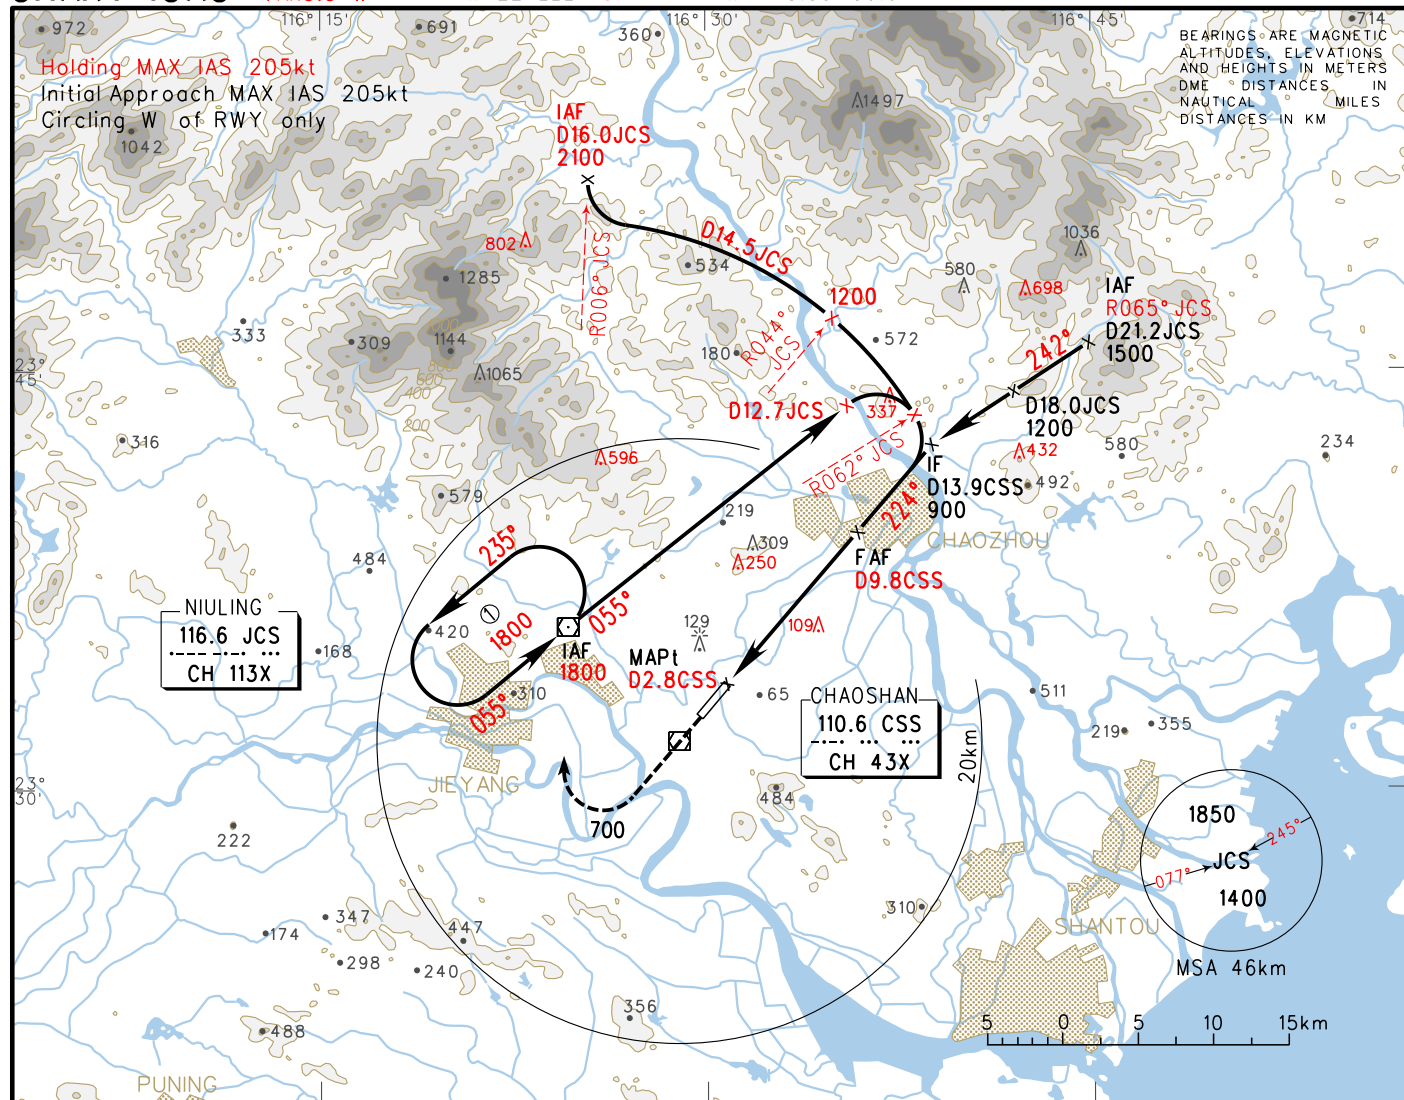 116°15'
116°30'
116°45'
972
691
360
714
Holding MAX IAS 205kt
Initial Approach MAX IAS 205kt
Circling W of RWY only
BEARINGS ARE MAGNETIC
ALTITUDES, ELEVATIONS
AND HEIGHTS IN METERS
DME DISTANCES IN
NAUTICAL MILES
DISTANCES IN KM
1042
IAF
D16.0JCS
2100
1497
802
1285
R006° JCS
D14.5JCS
534
1200
580
1036
698
IAF
R065° JCS
D21.2JCS
1500
333
309
1144
1065
800
600
400
200
180
R044°
JCS
572
242°
23°
45'
D12.7JCS
337
D18.0JCS
1200
316
596
R062° JCS
432
580
234
492
579
219
IF
D13.9CSS
900
224°
309
250
CHAOZHOU
FAF
D9.8CSS
484
235°
1
1800
420
055°
129
109
NIULING
116.6 JCS
CH 113X
168
IAF
1800
MAPt
D2.8CSS
310
055°
65
511
CHAOSHAN
110.6 CSS
CH 43X
219
355
20km
JIEYANG
23°
30'
484
700
222
1850
245°
JCS
077°
1400
347
174
447
310
SHANTOU
298
240
MSA 46km
356
488
5 0 5 10 15km
PUNING